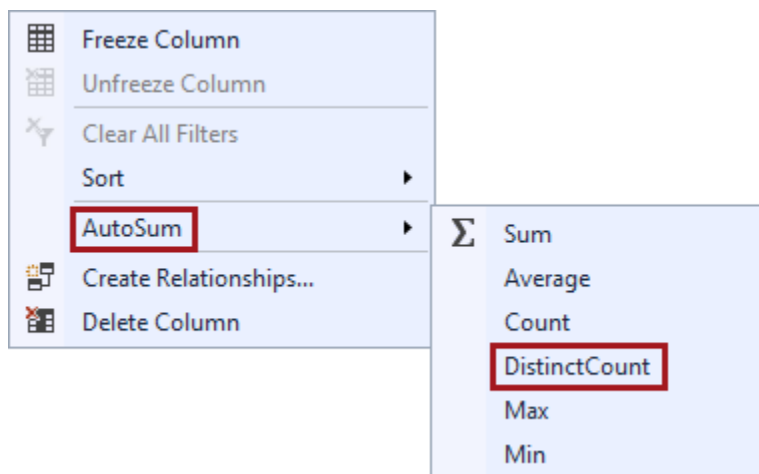 Freeze Column
Unfreeze Column
Clear All Filters
Sort
AutoSum
Create Relationships...
Delete Column
Σ Sum
Average
Count
DistinctCount
Max
Min